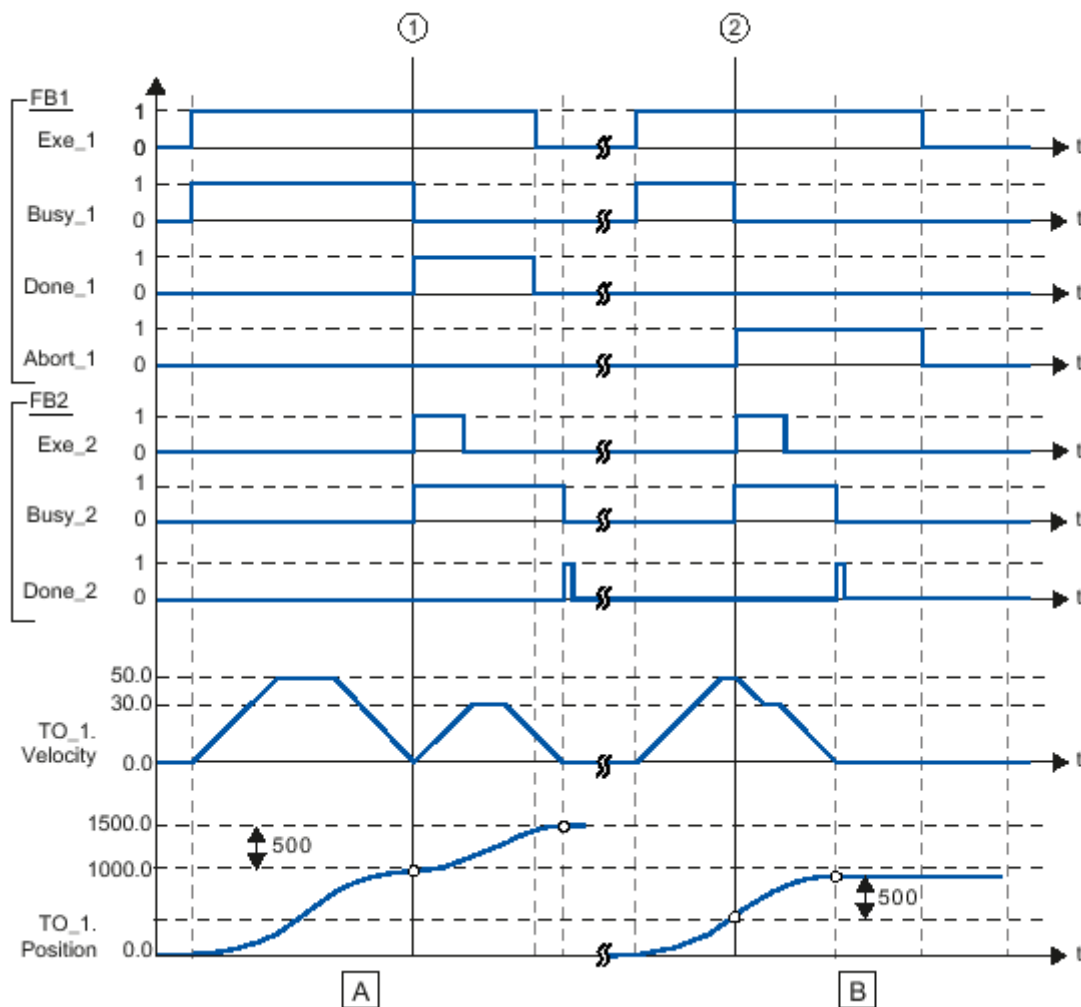 1 2
FB1
1
Exe_1 0 t
1
Busy_1 0 t
1
Done_1 0 t
1
Abort_1 0 t
FB2
1
Exe_2 0 t
1
Busy_2 0 t
1
Done_2 0 t
50.0
30.0
TO_1.
Velocity 0.0 t
1500.0
500
1000.0
500
TO_1.
Position 0.0 t
A B